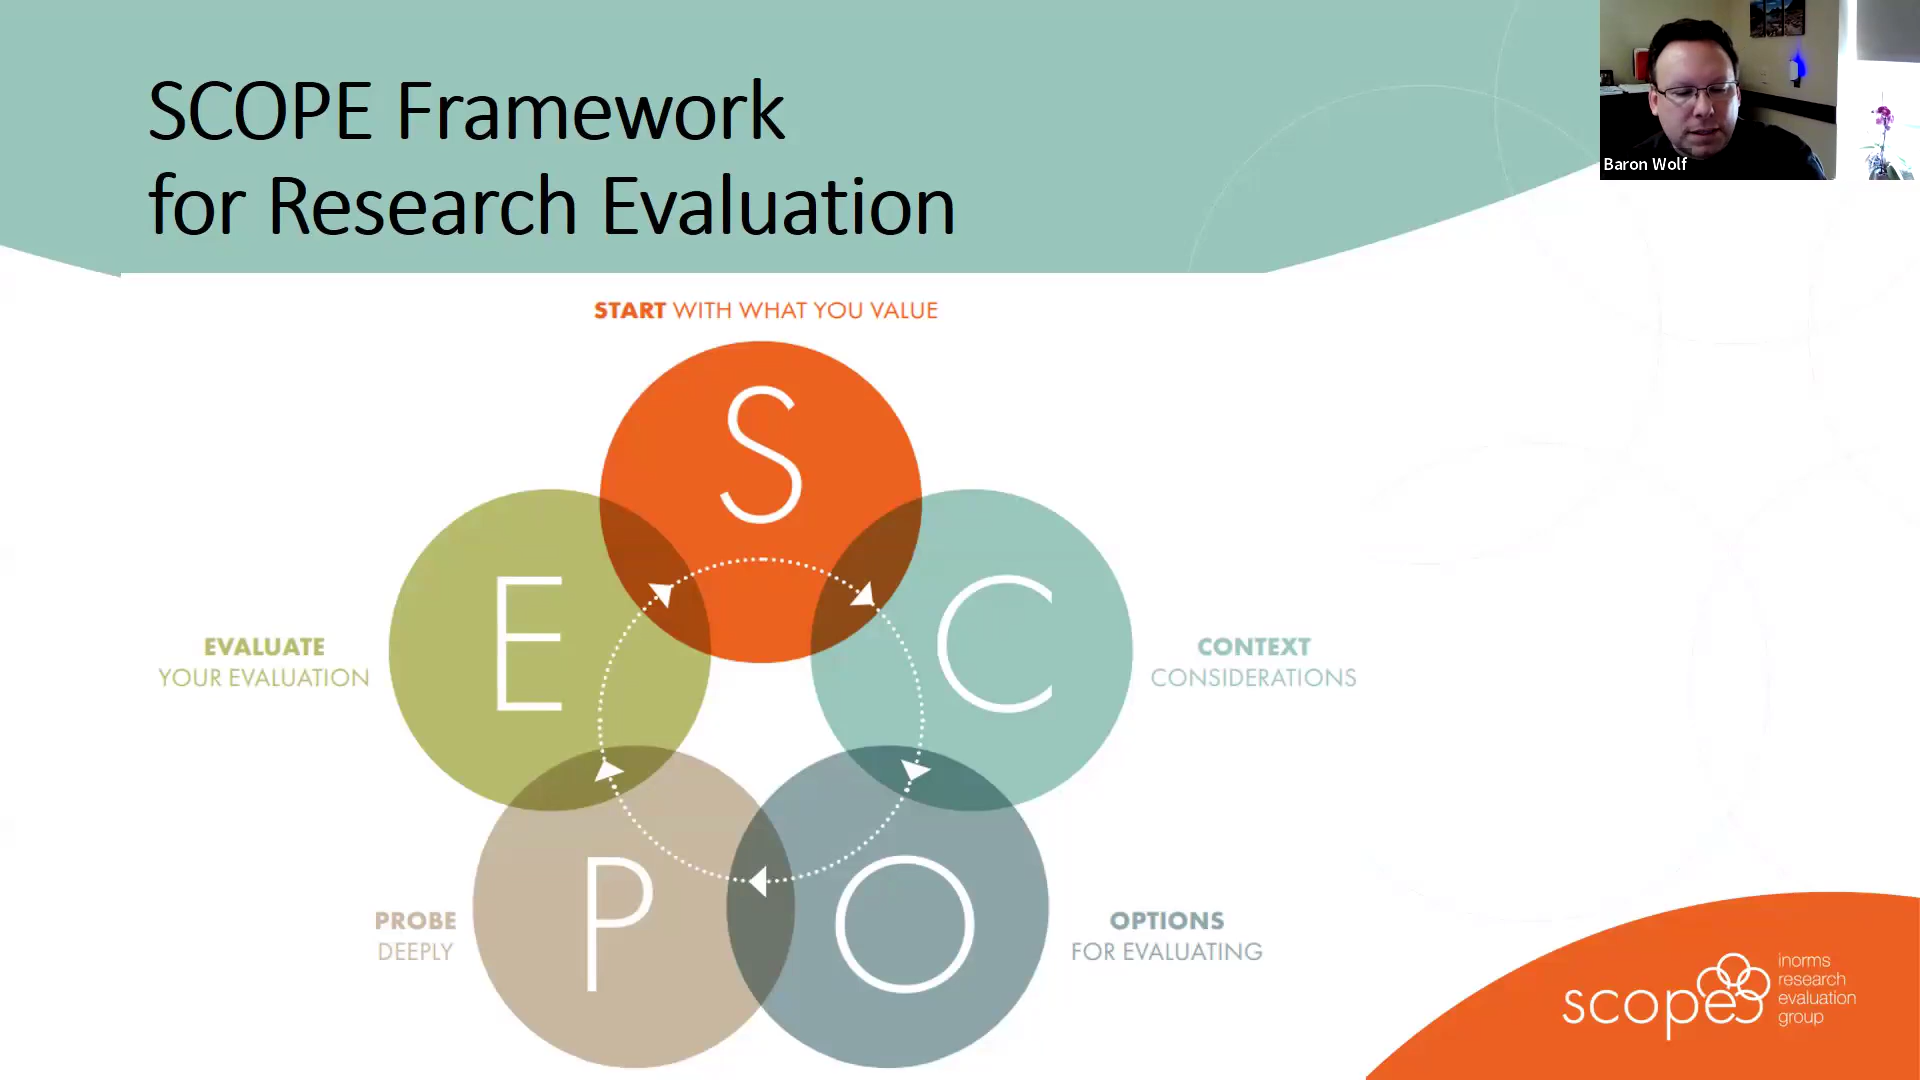 SCOPE Framework
for Research Evaluation
Baron Wolf
START WITH WHAT YOU VALUE
S
E
C
EVALUATE
YOUR EVALUATION
CONTEXT
CONSIDERATIONS
P
O
PROBE
DEEPLY
OPTIONS
FOR EVALUATING
scope
inorms
research
evaluation
group